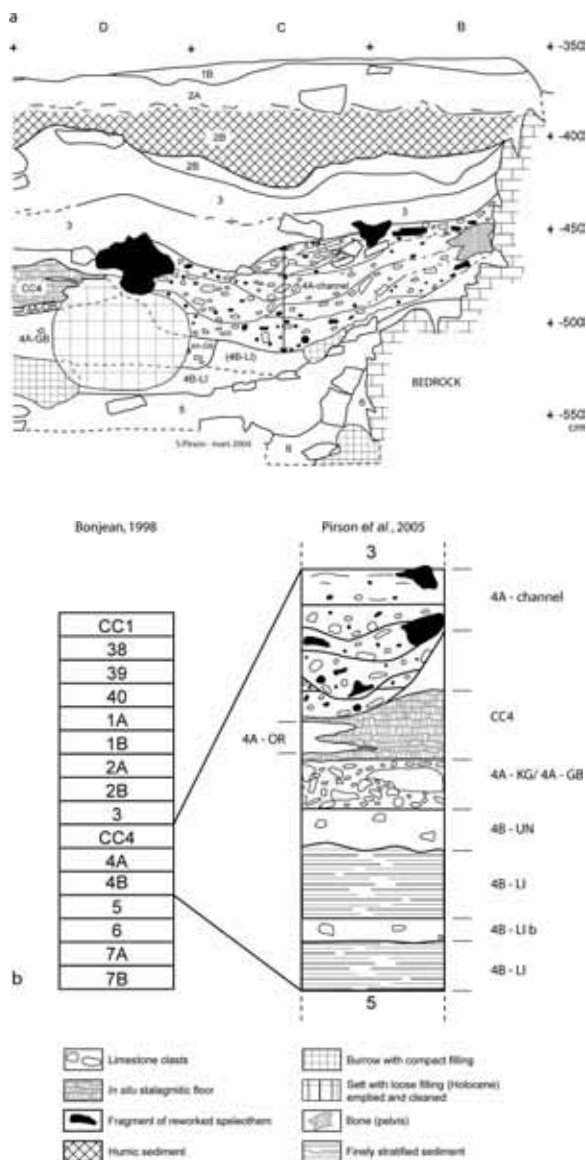 a
D C B
-350
1B
2A
-400
2B
2B
3
3
3
-450
CC4
4A-channel
4A-OR
4A-GB
4A-GB
(4B-LI)
-500
4B-LI
BEDROCK
5
6
6
-550
cm
S.Pirson - inset 2004
Bonjean, 1998
Pirson et al., 2005
3
4A - channel
CC1
38
39
40
CC4
1A
4A - OR
1B
2A
4A - KG/ 4A - GB
2B
3
4B - UN
CC4
4A
4B
4B - LI
5
6
4B - LI b
7A
4B - LI
7B
b
5
Limestone clasts
Burrow with compact filling
In situ stalagmitic floor
Sett with loose filling (Holocene)
emptied and cleaned
Fragment of reworked speleothem
Bone (pelvis)
Humic sediment
Finely stratified sediment